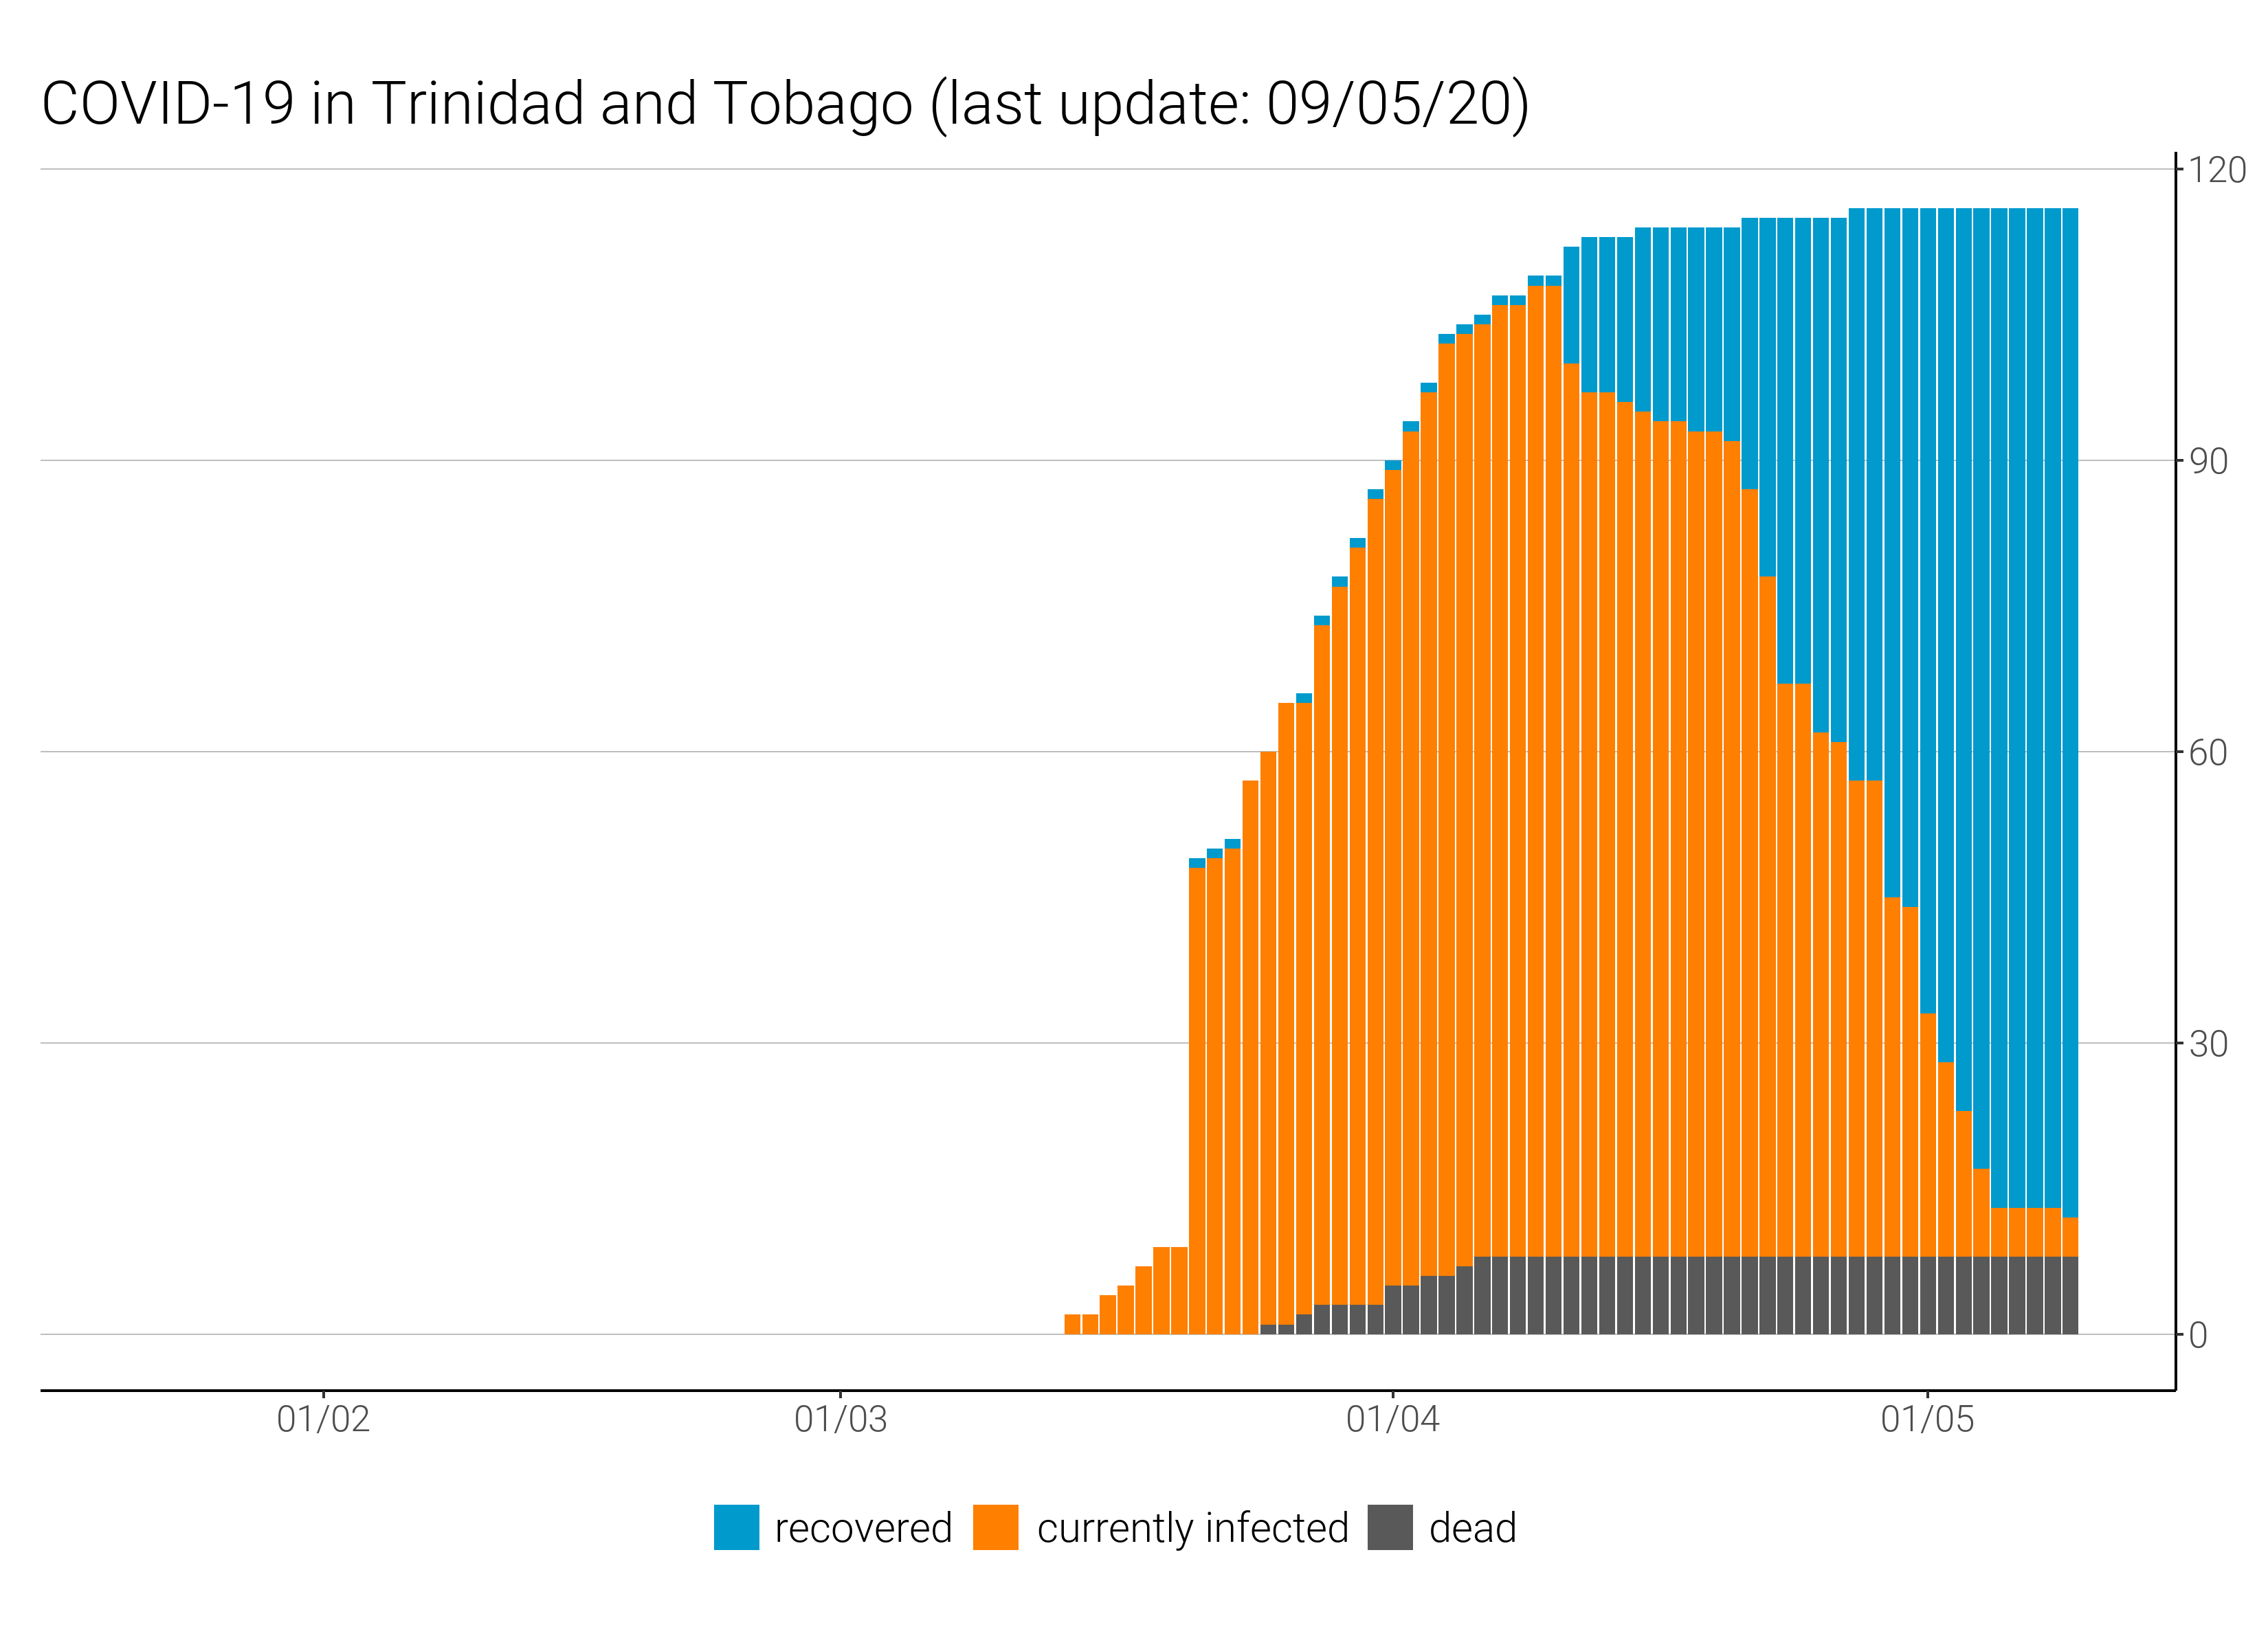 COVID-19 in Trinidad and Tobago (last update: 09/05/20)
120
90
60
30
0
01/02 01/03 01/04 01/05
recovered currently infected dead